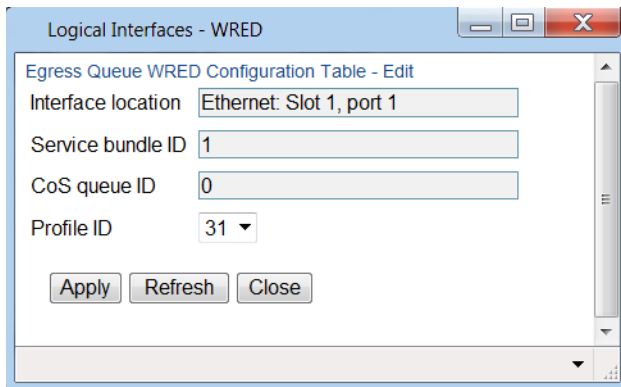 Logical Interfaces - WRED
Egress Queue WRED Configuration Table - Edit
Interface location Ethernet: Slot 1, port 1
Service bundle ID 1
CoS queue ID 0
Profile ID 31
Apply Refresh Close